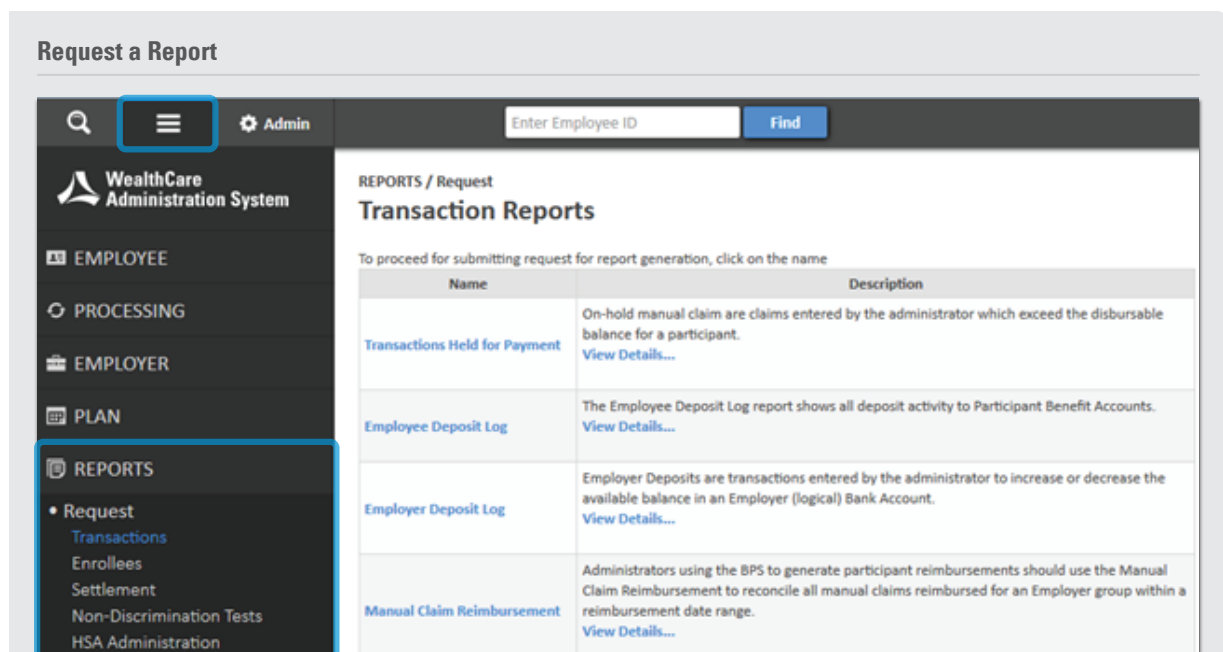 Request a Report
Admin
Enter Employee ID
Find
WealthCare
Administration System
EMPLOYEE
PROCESSING
EMPLOYER
PLAN
REPORTS
• Request
Transactions
Enrollees
Settlement
Non-Discrimination Tests
HSA Administration
REPORTS / Request
Transaction Reports
To proceed for submitting request for report generation, click on the name
Name
Description
Transactions Held for Payment
On-hold manual claim are claims entered by the administrator which exceed the disbursable
balance for a participant.
View Details...
Employee Deposit Log
The Employee Deposit Log report shows all deposit activity to Participant Benefit Accounts.
View Details...
Employer Deposit Log
Employer Deposits are transactions entered by the administrator to increase or decrease the
available balance in an Employer (logical) Bank Account.
View Details...
Manual Claim Reimbursement
Administrators using the BPS to generate participant reimbursements should use the Manual
Claim Reimbursement to reconcile all manual claims reimbursed for an Employer group within a
reimbursement date range.
View Details...